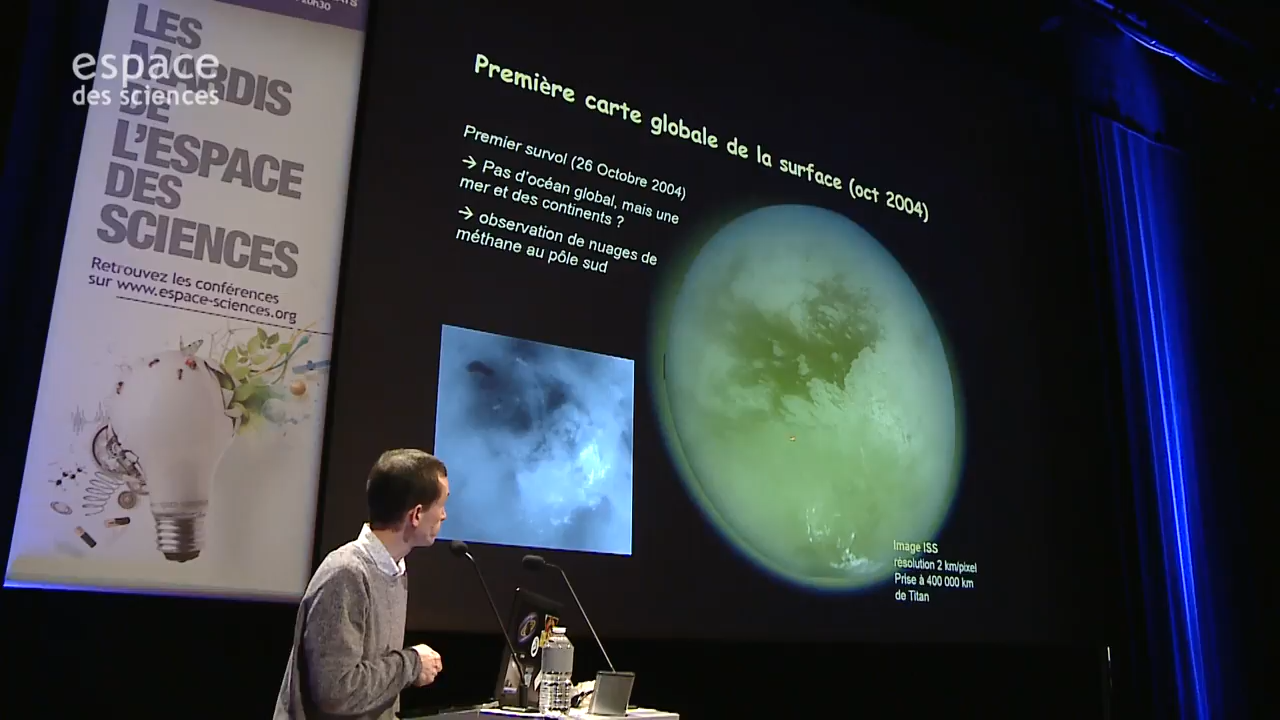 20h30
LES
MARDIS
DE
L'ESPACE
DES
SCIENCES
Retrouvez les conférences
sur www.espace-sciences.org
espace
des sciences
Première carte globale de la surface (oct 2004)
Premier survol (26 Octobre 2004)
→ Pas d'océan global, mais une
mer et des continents ?
→ observation de nuages de
méthane au pôle sud
Image ISS
résolution 2 km/pixel
Prise à 400 000 km
de Titan